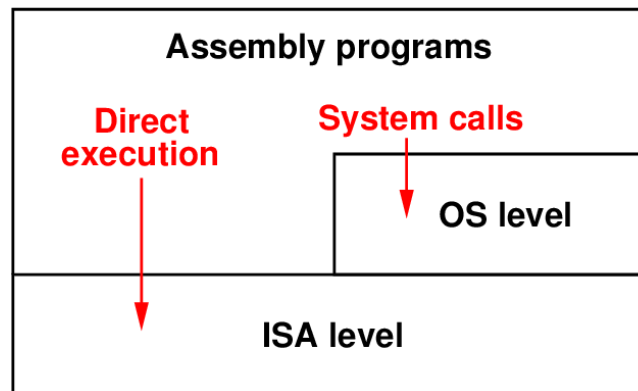 Assembly programs
Direct
execution
System calls
OS level
ISA level